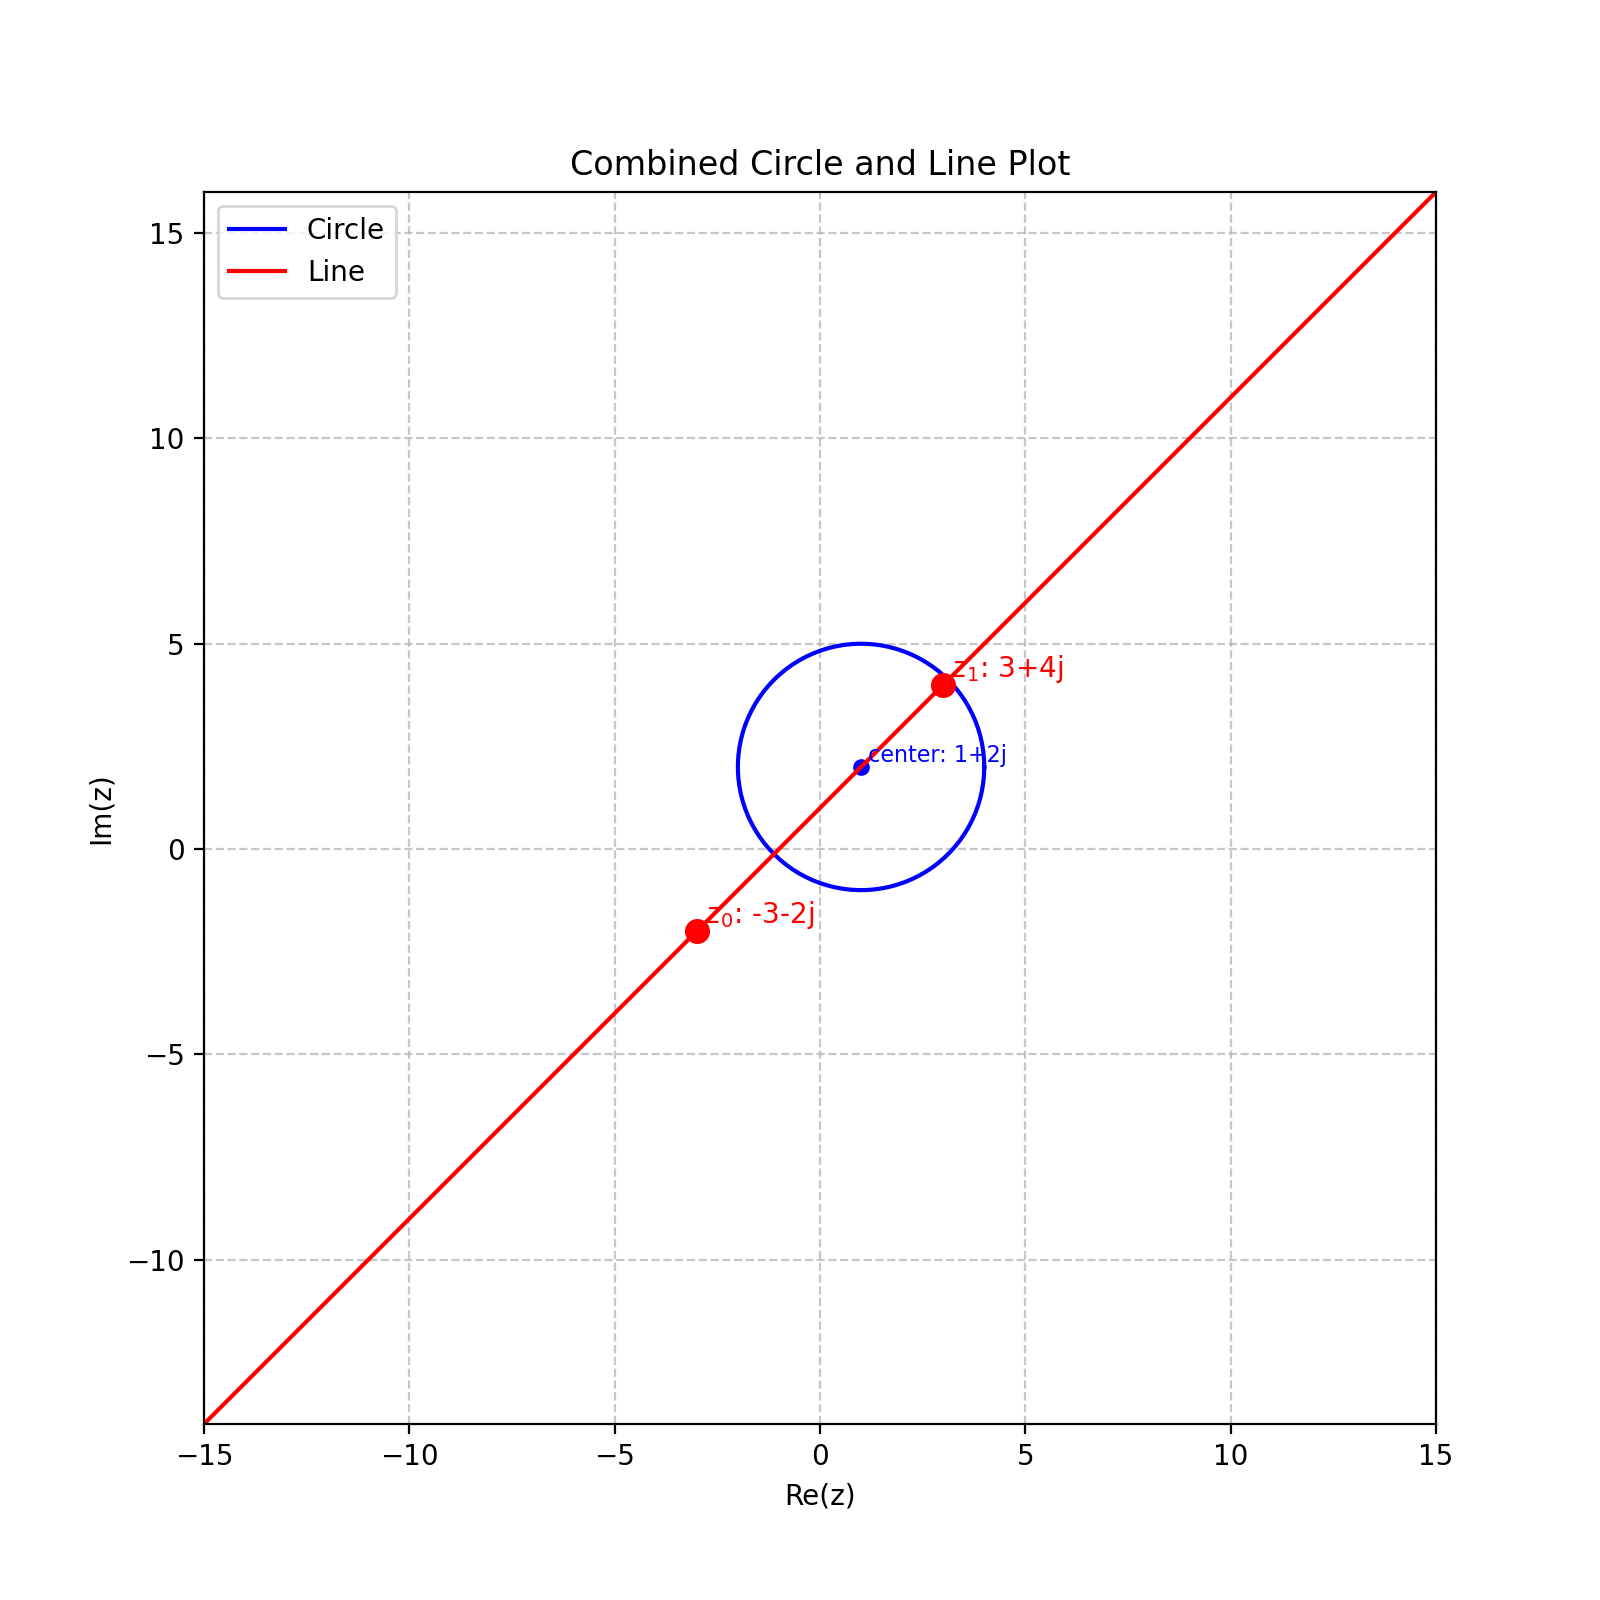 Combined Circle and Line Plot
Circle
Line
15
10
5
0
−5
−10
Im(z)
z₁: 3+4j
center: 1+2j
z₀: -3-2j
−15
−10
−5
0
5
10
15
Re(z)